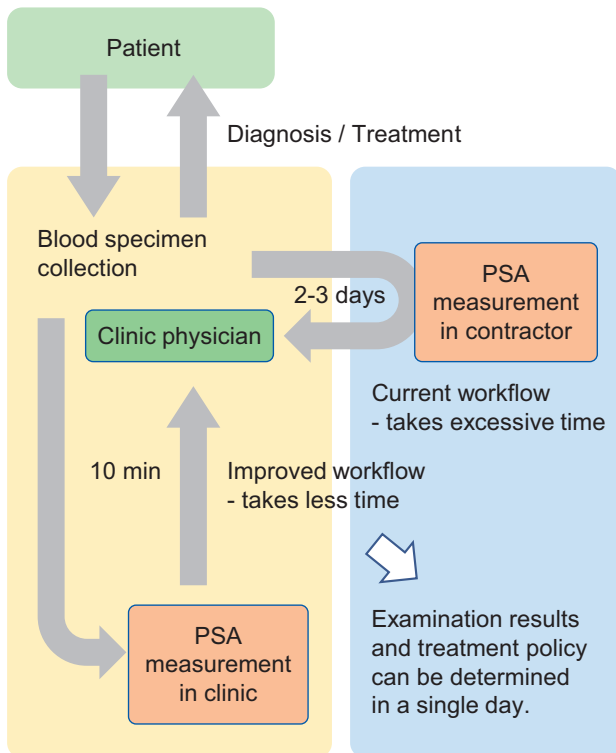 Patient
Diagnosis / Treatment
Blood specimen
collection
2-3 days
PSA
measurement
in contractor
Clinic physician
Current workflow
- takes excessive time
10 min
Improved workflow
- takes less time
PSA
measurement
in clinic
Examination results
and treatment policy
can be determined
in a single day.